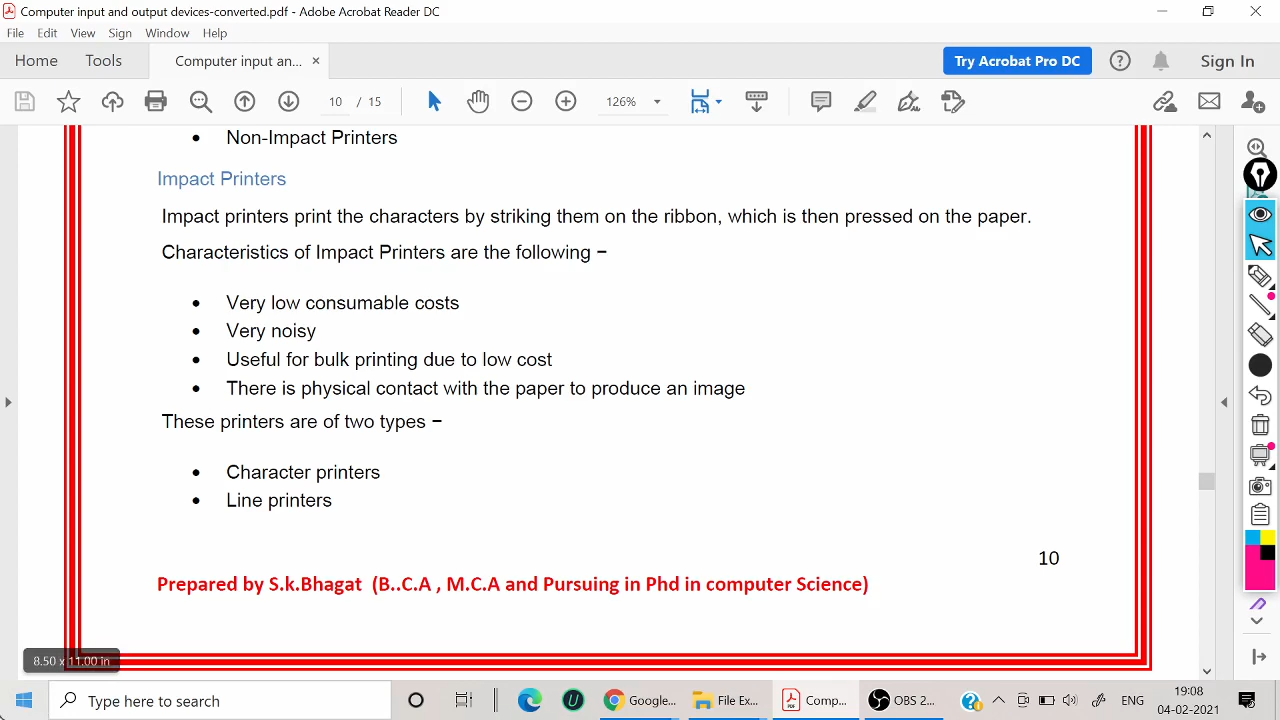 Computer input and output devices-converted.pdf - Adobe Acrobat Reader DC
File Edit View Sign Window Help
Home Tools Computer input an... × Try Acrobat Pro DC Sign In
10 / 15 126%
• Non-Impact Printers
Impact Printers
Impact printers print the characters by striking them on the ribbon, which is then pressed on the paper.
Characteristics of Impact Printers are the following −
• Very low consumable costs
• Very noisy
• Useful for bulk printing due to low cost
• There is physical contact with the paper to produce an image
These printers are of two types −
• Character printers
• Line printers
10
Prepared by S.k.Bhagat (B..C.A , M.C.A and Pursuing in Phd in computer Science)
8.50 x 11.00 in
Type here to search Google... File Ex... Comp... OBS 2... ENG 19:08
04-02-2021